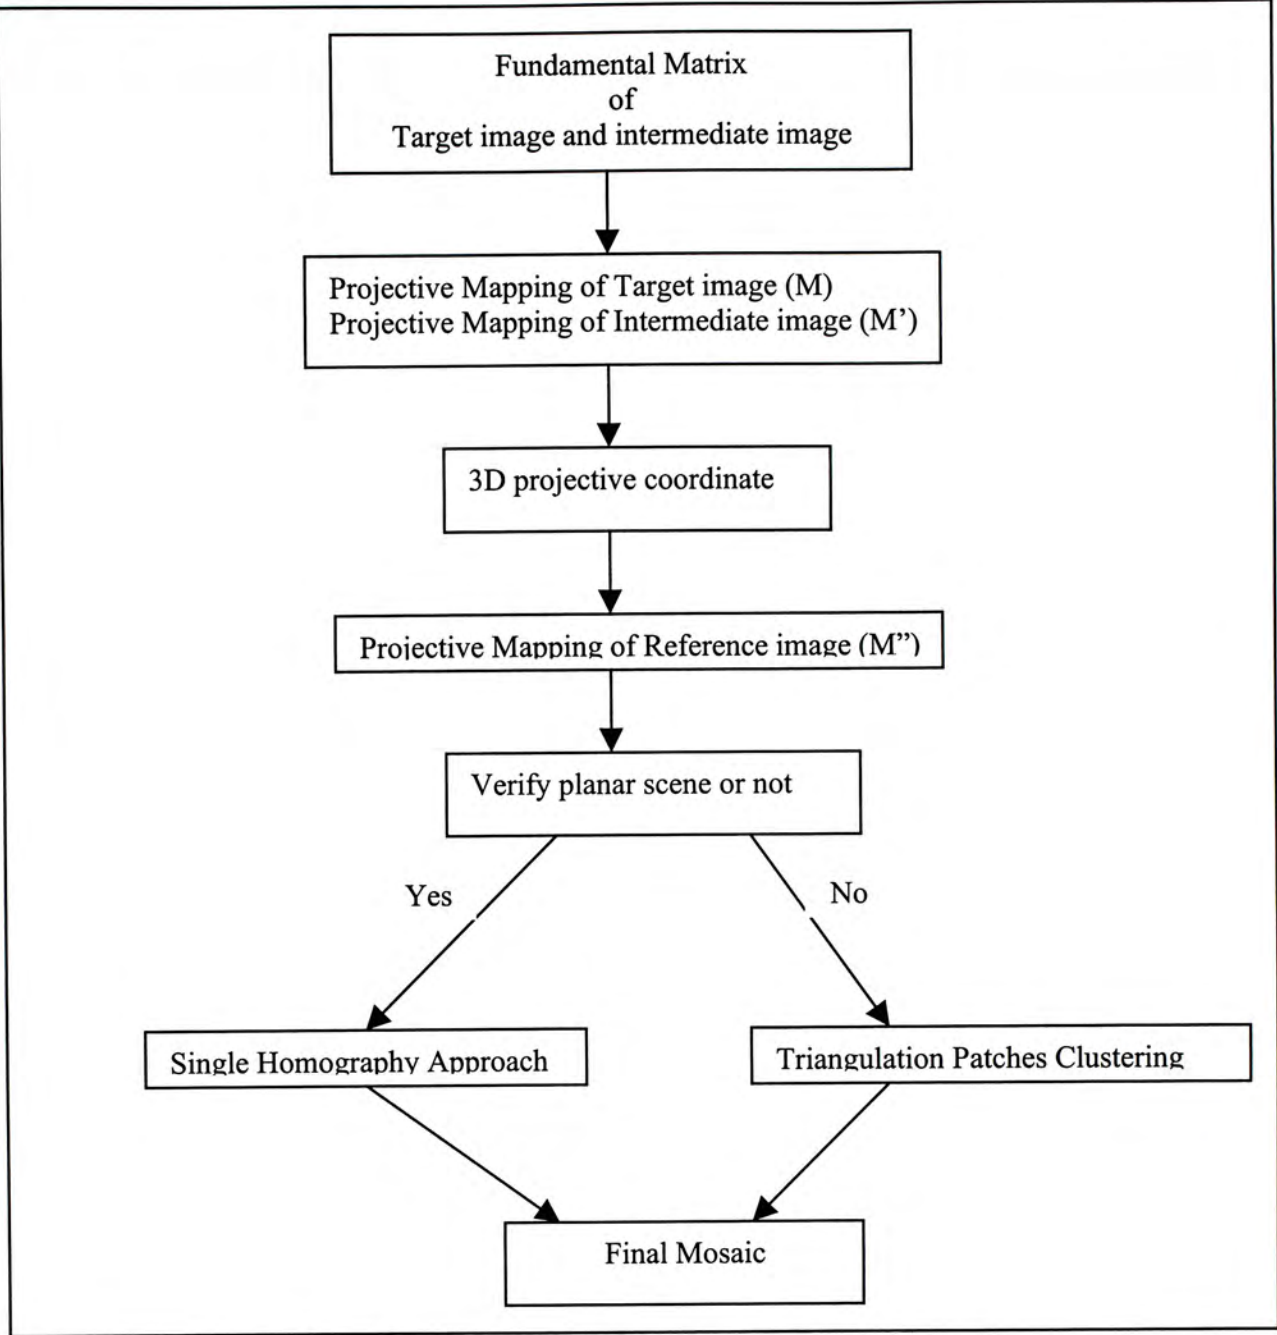 Fundamental Matrix
of
Target image and intermediate image
Projective Mapping of Target image (M)
Projective Mapping of Intermediate image (M’)
3D projective coordinate
Projective Mapping of Reference image (M”)
Verify planar scene or not
Yes
No
Single Homography Approach
Triangulation Patches Clustering
Final Mosaic